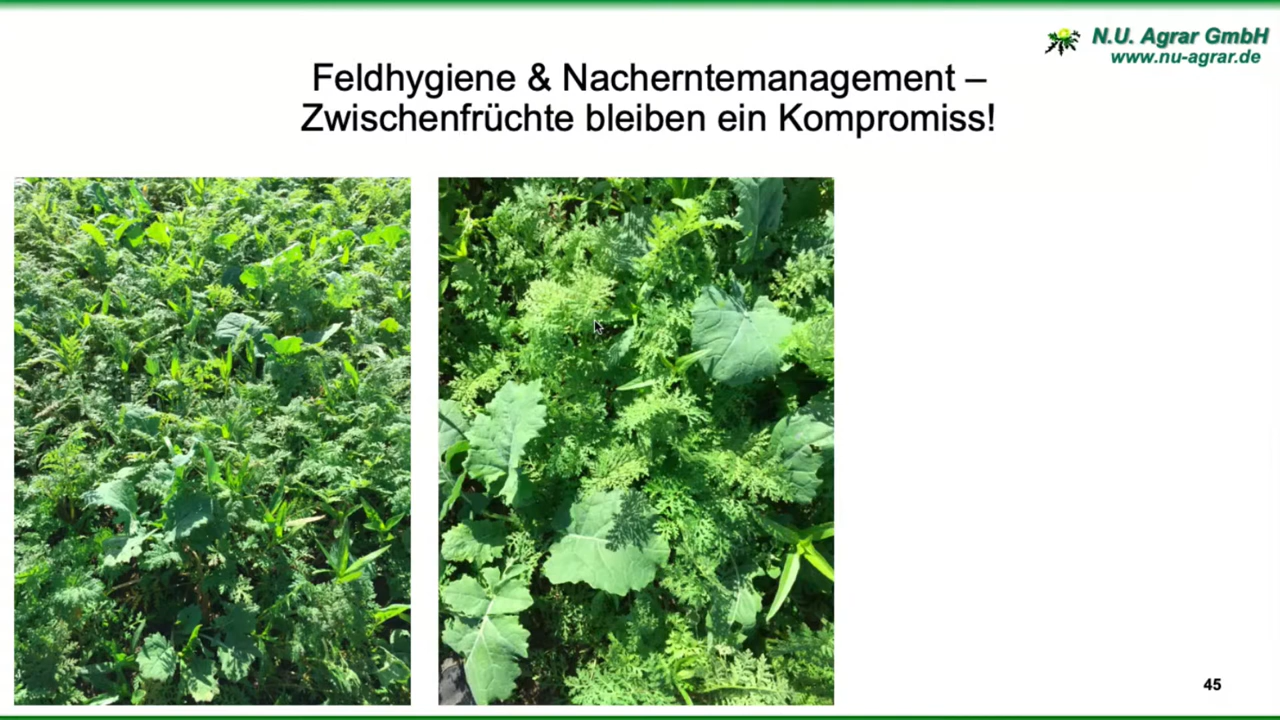 N.U. Agrar GmbH
www.nu-agrar.de
Feldhygiene & Nacherntemanagement –
Zwischenfrüchte bleiben ein Kompromiss!
45